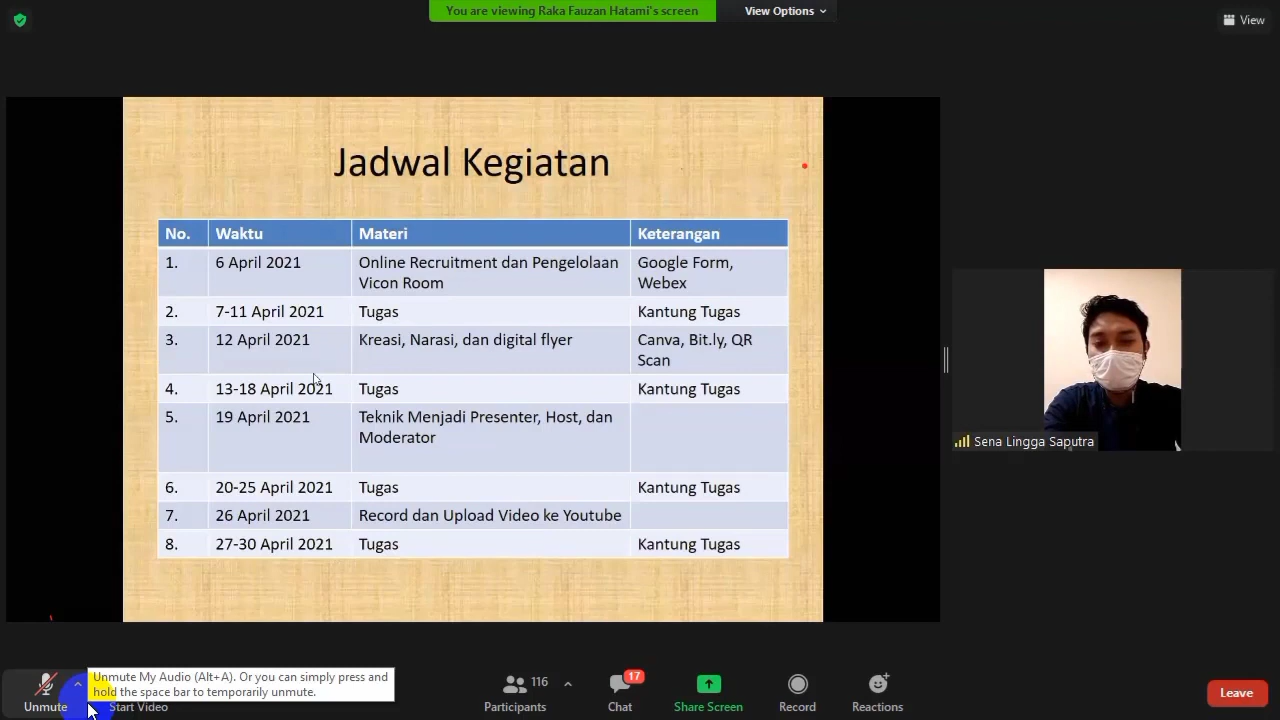 You are viewing Raka Fauzan Hatami's screen
View Options
View
Jadwal Kegiatan
No. Waktu Materi Keterangan
1. 6 April 2021 Online Recruitment dan Pengelolaan Google Form,
Vicon Room Webex
2. 7-11 April 2021 Tugas Kantung Tugas
3. 12 April 2021 Kreasi, Narasi, dan digital flyer Canva, Bit.ly, QR
Scan
4. 13-18 April 2021 Tugas Kantung Tugas
5. 19 April 2021 Teknik Menjadi Presenter, Host, dan
Moderator
6. 20-25 April 2021 Tugas Kantung Tugas
7. 26 April 2021 Record dan Upload Video ke Youtube
8. 27-30 April 2021 Tugas Kantung Tugas
Sena Lingga Saputra
Unmute My Audio (Alt+A). Or you can simply press and
hold the space bar to temporarily unmute.
116
17
Unmute Start Video Participants Chat Share Screen Record Reactions Leave